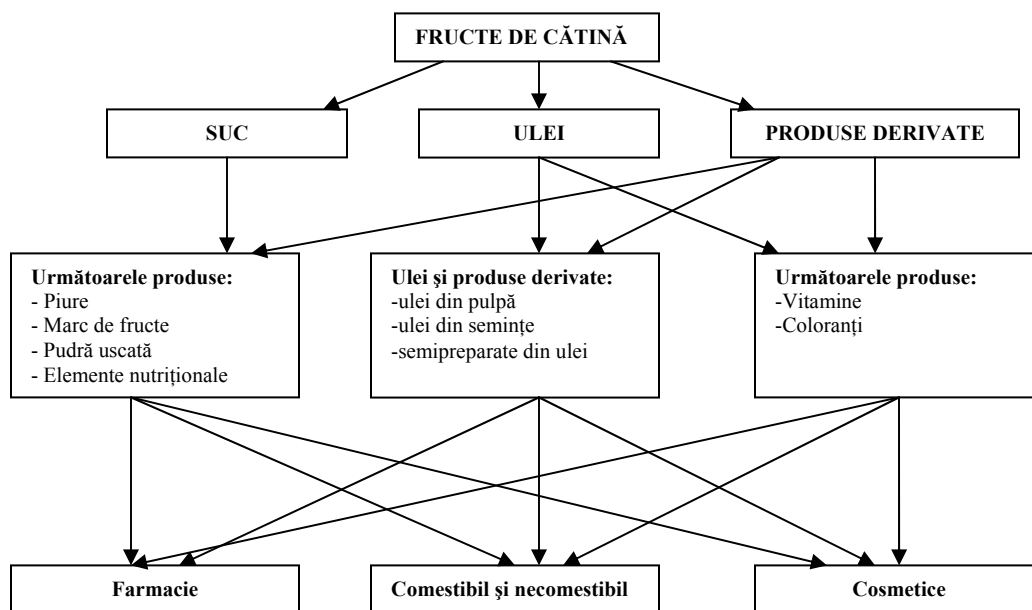 FRUCTE DE CĂTINĂ
SUC
ULEI
PRODUSE DERIVATE
Următoarele produse:
- Piure
- Marc de fructe
- Pudră uscată
- Elemente nutriționale
Ulei şi produse derivate:
-ulei din pulpă
-ulei din semințe
-semipreparate din ulei
Următoarele produse:
-Vitamine
-Coloranți
Farmacie
Comestibil şi necomestibil
Cosmetice